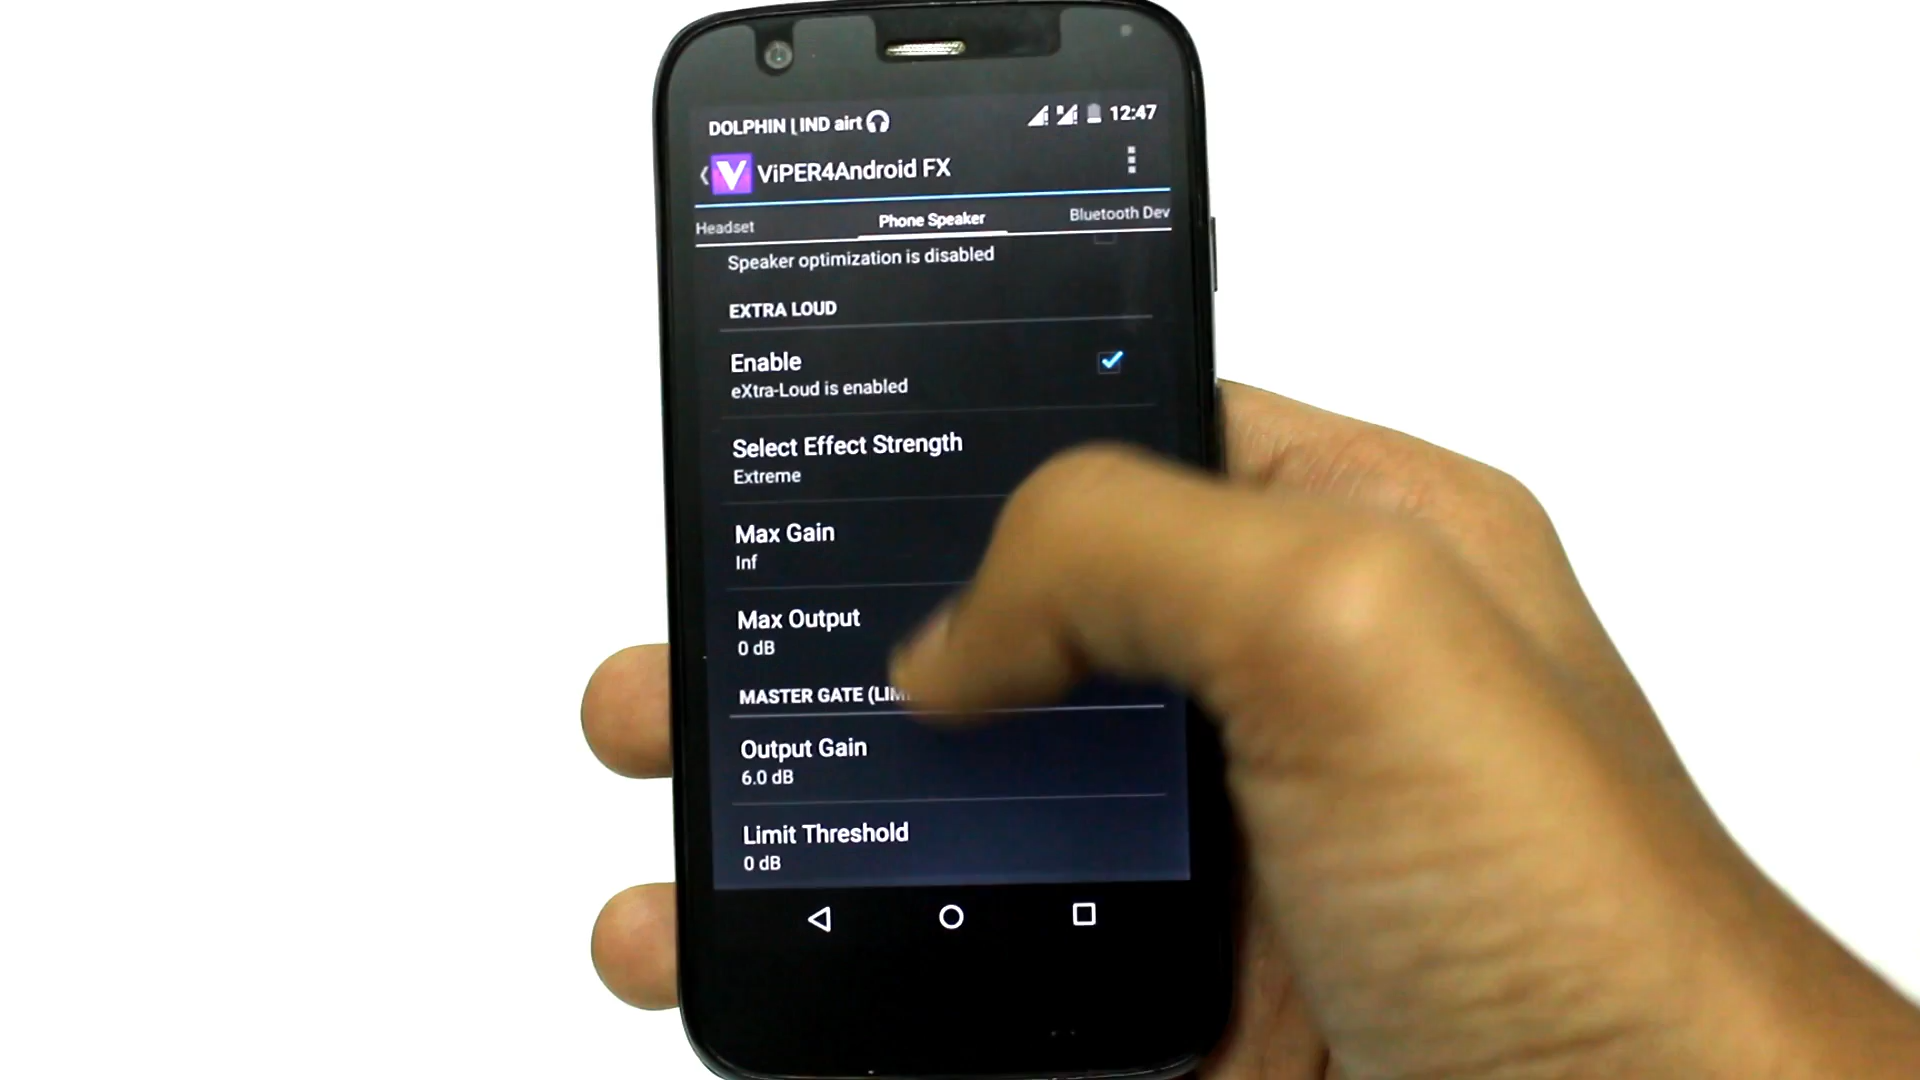 DOLPHIN | IND airt 12:47
ViPER4Android FX
Headset Phone Speaker Bluetooth Dev
Speaker optimization is disabled
EXTRA LOUD
Enable
eXtra-Loud is enabled
Select Effect Strength
Extreme
Max Gain
Inf
Max Output
0 dB
MASTER GATE (LIM
Output Gain
6.0 dB
Limit Threshold
0 dB